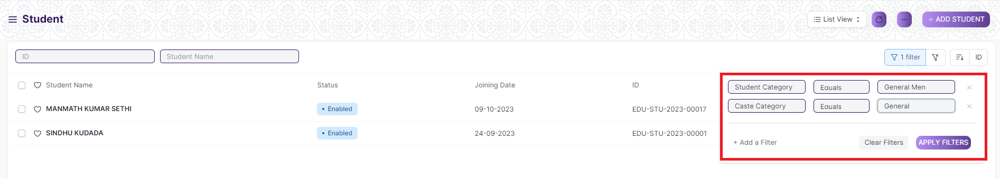 Student
List View
...
+ ADD STUDENT
ID
Student Name
1 filter
ID
Student Name Status Joining Date ID
MANMATH KUMAR SETHI Enabled 09-10-2023 EDU-STU-2023-00017
SINDHU KUDADA Enabled 24-09-2023 EDU-STU-2023-00001
Student Category Equals General Men ×
Caste Category Equals General ×
+ Add a Filter Clear Filters APPLY FILTERS